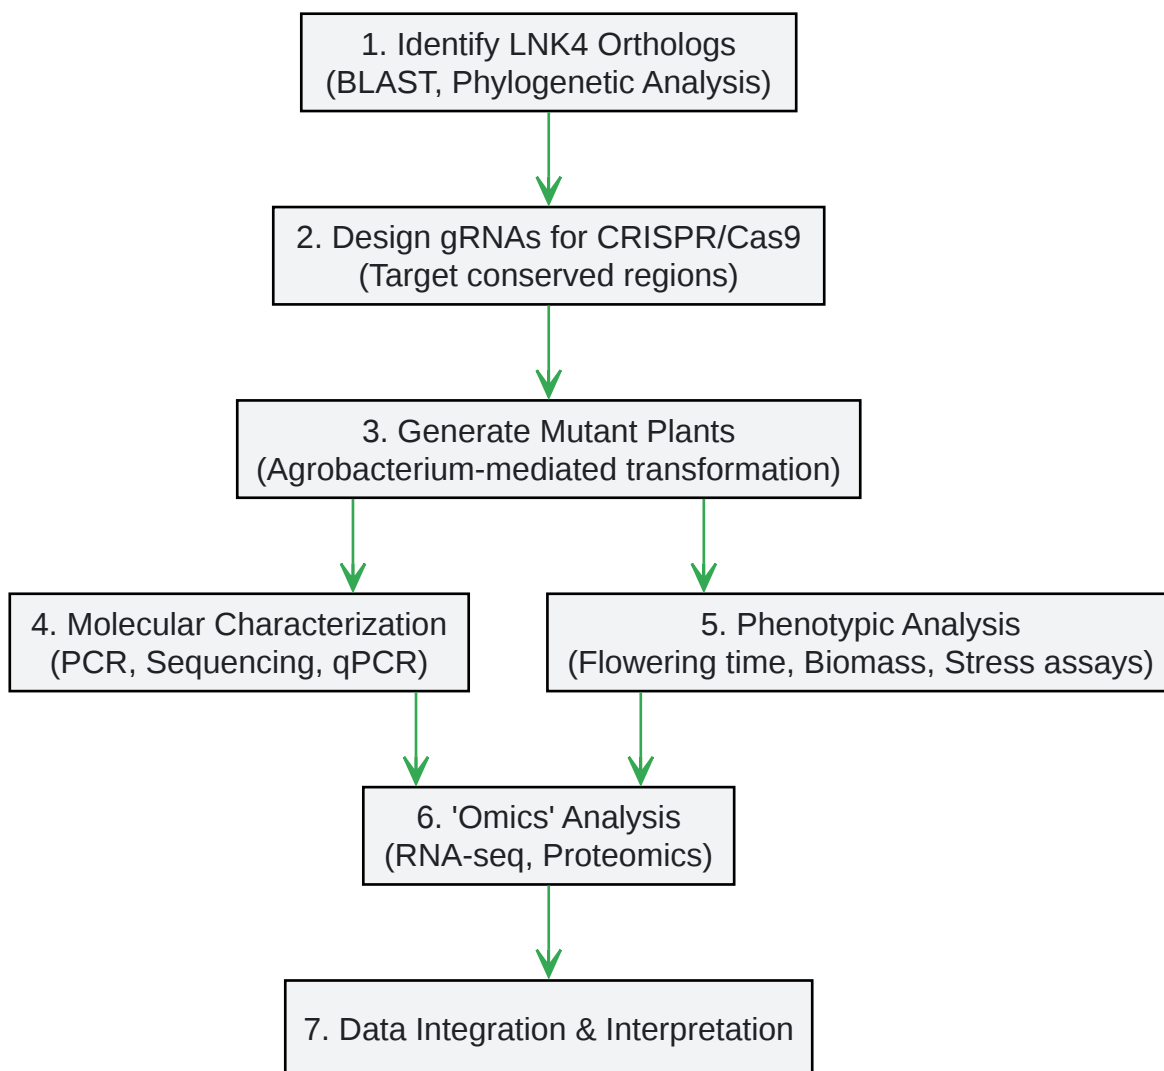 1. Identify LNK4 Orthologs
(BLAST, Phylogenetic Analysis)
2. Design gRNAs for CRISPR/Cas9
(Target conserved regions)
3. Generate Mutant Plants
(Agrobacterium-mediated transformation)
4. Molecular Characterization
(PCR, Sequencing, qPCR)
5. Phenotypic Analysis
(Flowering time, Biomass, Stress assays)
6. 'Omics' Analysis
(RNA-seq, Proteomics)
7. Data Integration & Interpretation